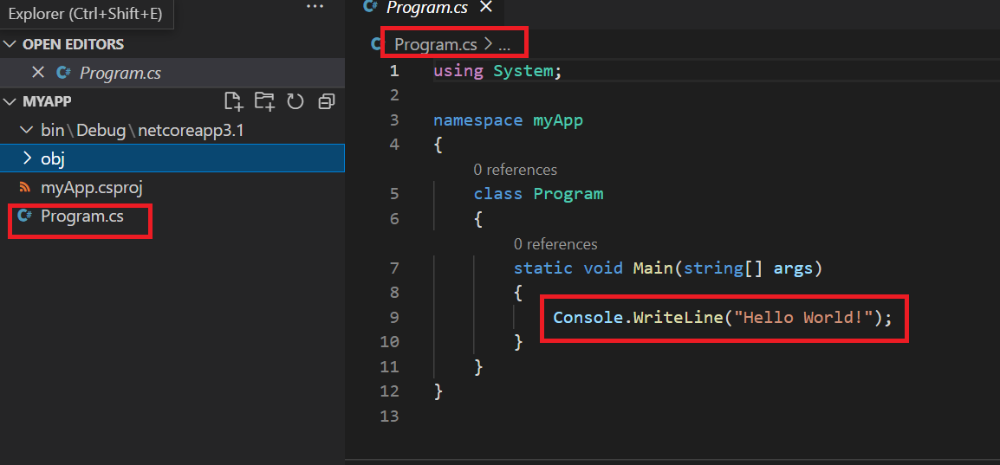 Explorer (Ctrl+Shift+E)
...
OPEN EDITORS
C# Program.cs
MYAPP
bin\Debug\netcoreapp3.1
obj
myApp.csproj
C# Program.cs
C# Program.cs
C# Program.cs > ...
1 using System;
2
3 namespace myApp
4 {
0 references
5 class Program
6 {
0 references
7 static void Main(string[] args)
8 {
9 Console.WriteLine("Hello World!");
10 }
11 }
12 }
13